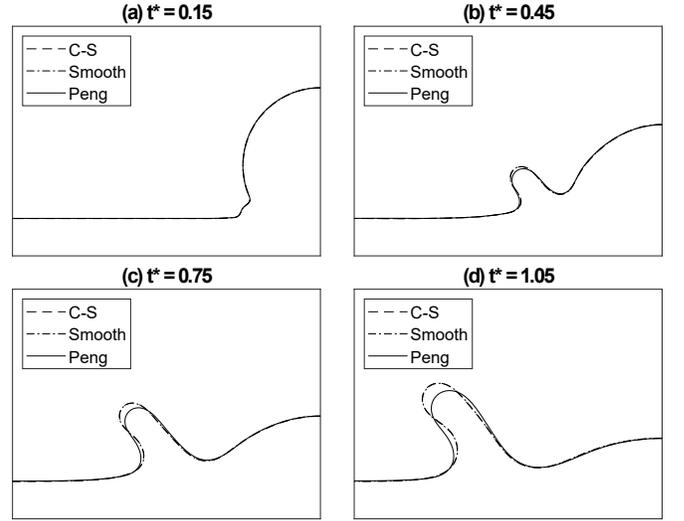 (a) t* = 0.15
C-S
Smooth
Peng
(b) t* = 0.45
C-S
Smooth
Peng
(c) t* = 0.75
C-S
Smooth
Peng
(d) t* = 1.05
C-S
Smooth
Peng